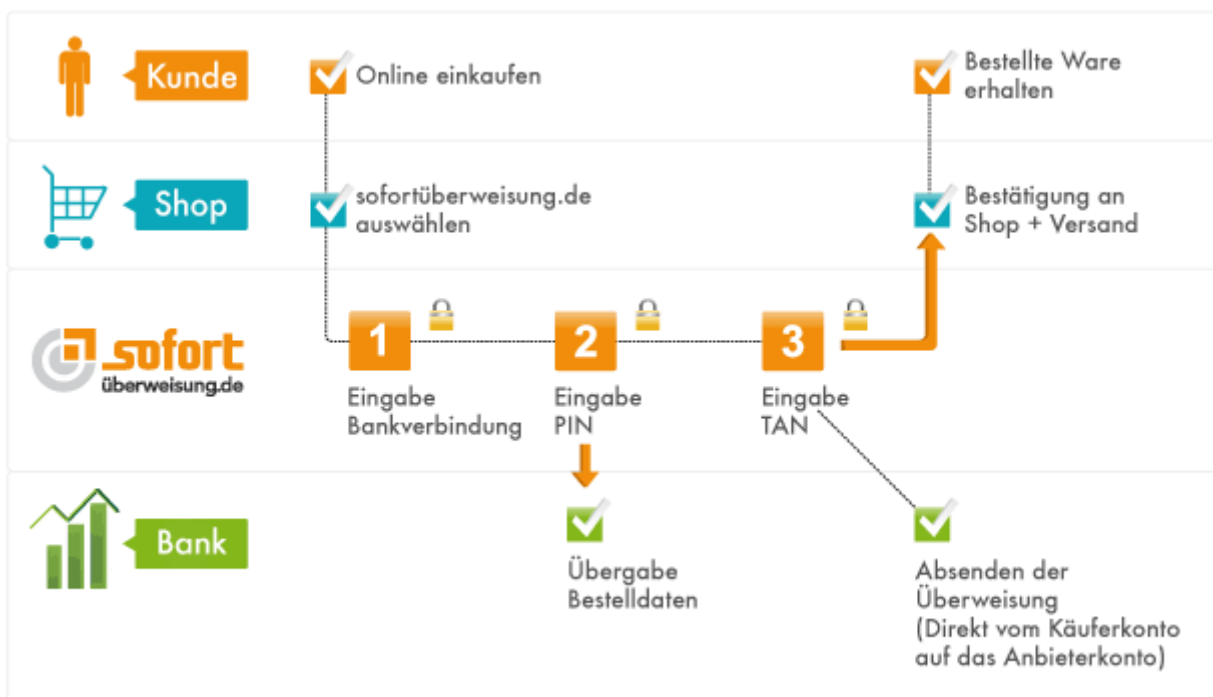 Kunde
Online einkaufen
Bestellte Ware
erhalten
Shop
sofortüberweisung.de
auswählen
Bestätigung an
Shop + Versand
sofort
überweisung.de
1
2
3
Eingabe
Bankverbindung
Eingabe
PIN
Eingabe
TAN
Bank
Übergabe
Bestelldaten
Absenden der
Überweisung
(Direkt vom Käuferkonto
auf das Anbieterkonto)